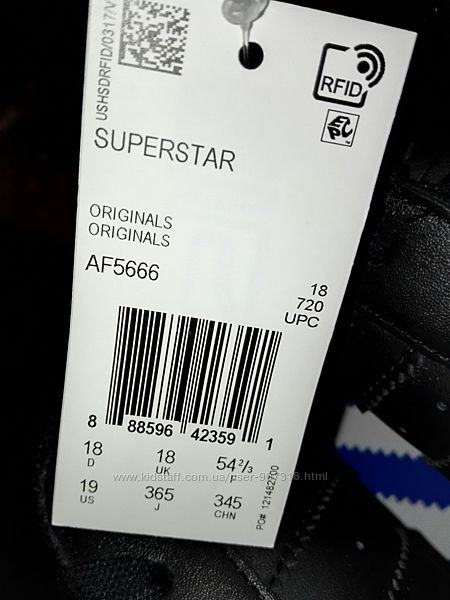 USHSDRFID/0317/V
RFID
EPC
SUPERSTAR
ORIGINALS
ORIGINALS
AF5666
18
720
UPC
8 88596 42359 1
18 D 18 UK 54 2/3 F
19 US 365 J 345 CHN
PO# 121482700